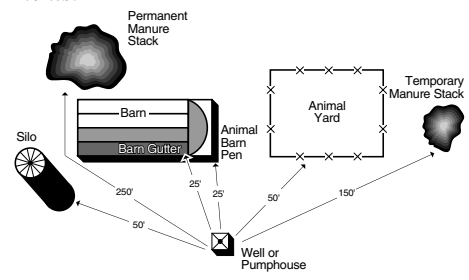 Permanent
Manure
Stack
Temporary
Manure Stack
Barn
Animal
Yard
Silo
Barn Gutter
Animal
Barn
Pen
250'
25'
25'
50'
150'
50'
Well or
Pumphouse